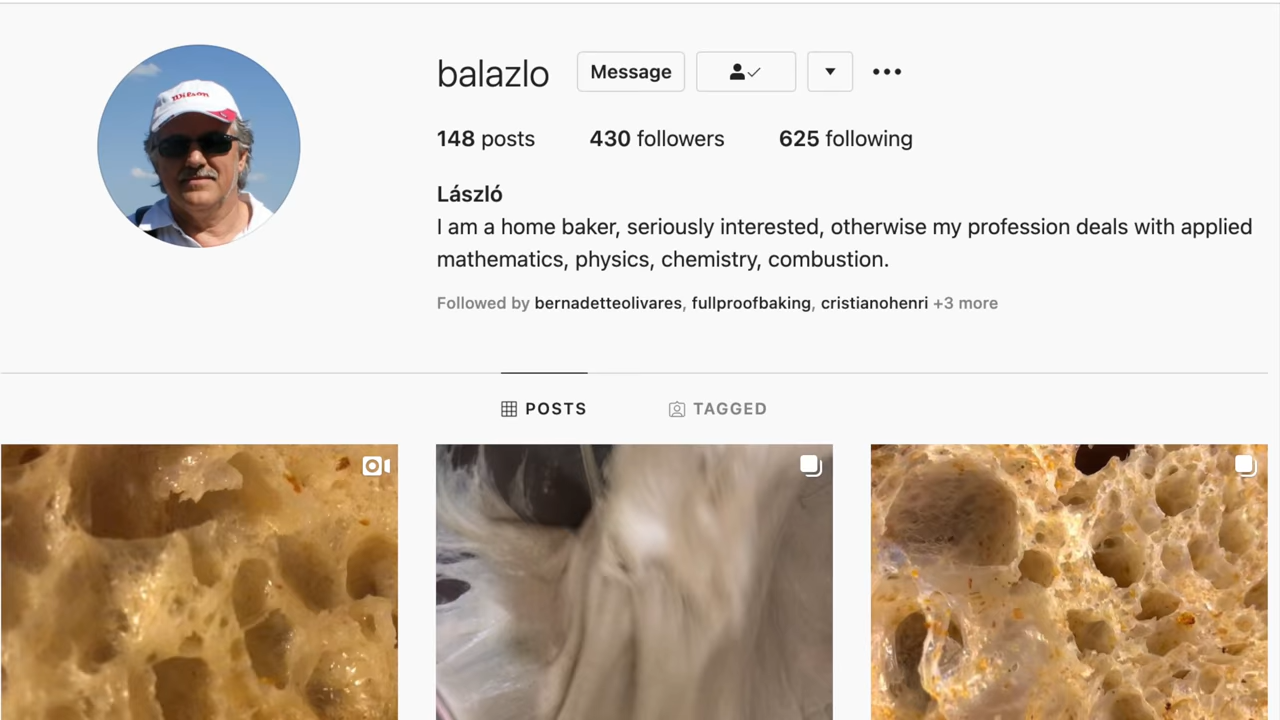 balazlo Message
148 posts 430 followers 625 following
László
I am a home baker, seriously interested, otherwise my profession deals with applied
mathematics, physics, chemistry, combustion.
Followed by bernadetteolivares, fullproofbaking, cristianohenri +3 more
POSTS TAGGED
Wilson